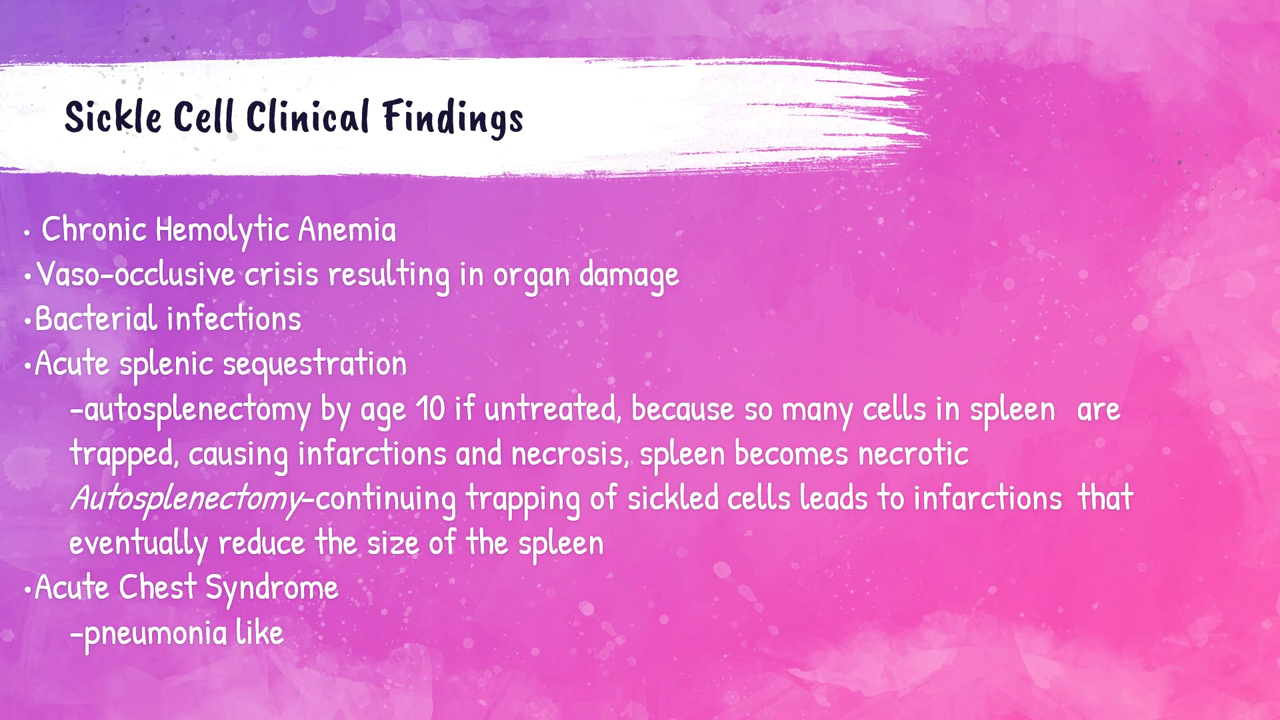 Sickle Cell Clinical Findings
• Chronic Hemolytic Anemia
•Vaso-occlusive crisis resulting in organ damage
•Bacterial infections
•Acute splenic sequestration
-autosplenectomy by age 10 if untreated, because so many cells in spleen are
trapped, causing infarctions and necrosis, spleen becomes necrotic
Autosplenectomy-continuing trapping of sickled cells leads to infarctions that
eventually reduce the size of the spleen
•Acute Chest Syndrome
-pneumonia like